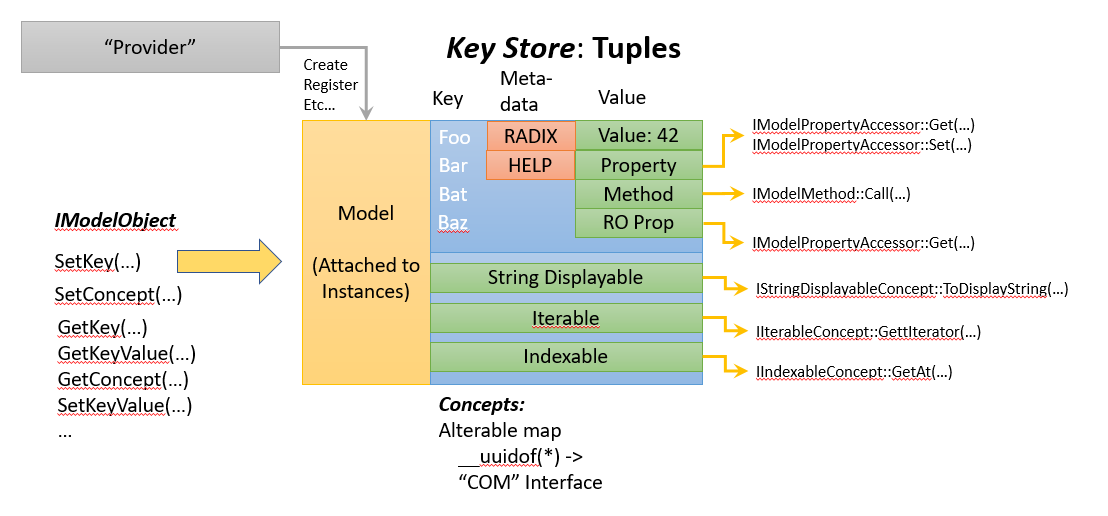 “Provider”
Key Store: Tuples
Create
Register
Etc...
Key
Meta-
data
Value
Foo
RADIX
Value: 42
Bar
HELP
Property
Bat
Method
Baz
RO Prop
Model
(Attached to
Instances)
String Displayable
Iterable
Indexable
IModelObject
SetKey(...)
SetConcept(...)
GetKey(...)
GetKeyValue(...)
GetConcept(...)
SetKeyValue(...)
...
IModelPropertyAccessor::Get(...)
IModelPropertyAccessor::Set(...)
IModelMethod::Call(...)
IModelPropertyAccessor::Get(...)
IStringDisplayableConcept::ToDisplayString(...)
IIterableConcept::GettIterator(...)
IIndexableConcept::GetAt(...)
Concepts:
Alterable map
__uuidof(*) ->
“COM” Interface